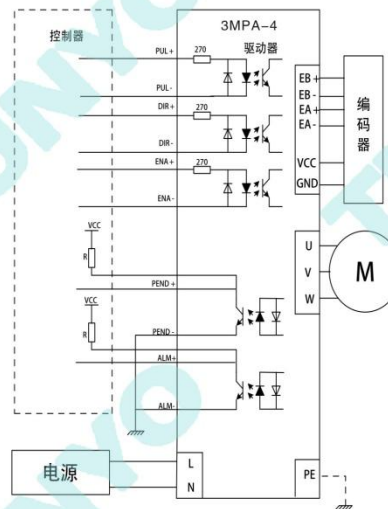 3MPA-4
控制器
驱动器
PUL+
270
PUL-
DIR+
270
DIR-
ENA+
270
ENA-
EB+
EB-
EA+
EA-
VCC
GND
编码器
VCC
R
PEND+
VCC
R
PEND-
ALM+
ALM-
U
V
W
M
电源
L
N
PE